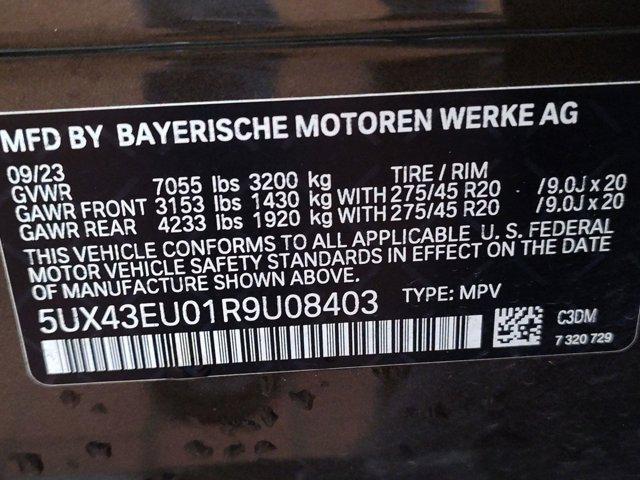 MFD BY BAYERISCHE MOTOREN WERKE AG
09/23 TIRE / RIM
GVWR 7055 lbs 3200 kg
GAWR FRONT 3153 lbs 1430 kg WITH 275/45 R20 /9.0J x 20
GAWR REAR 4233 lbs 1920 kg WITH 275/45 R20 /9.0J x 20
THIS VEHICLE CONFORMS TO ALL APPLICABLE U. S. FEDERAL
MOTOR VEHICLE SAFETY STANDARDS IN EFFECT ON THE DATE
OF MANUFACTURE SHOWN ABOVE.
5UX43EU01R9U08403 TYPE: MPV
C3DM
7 320 729